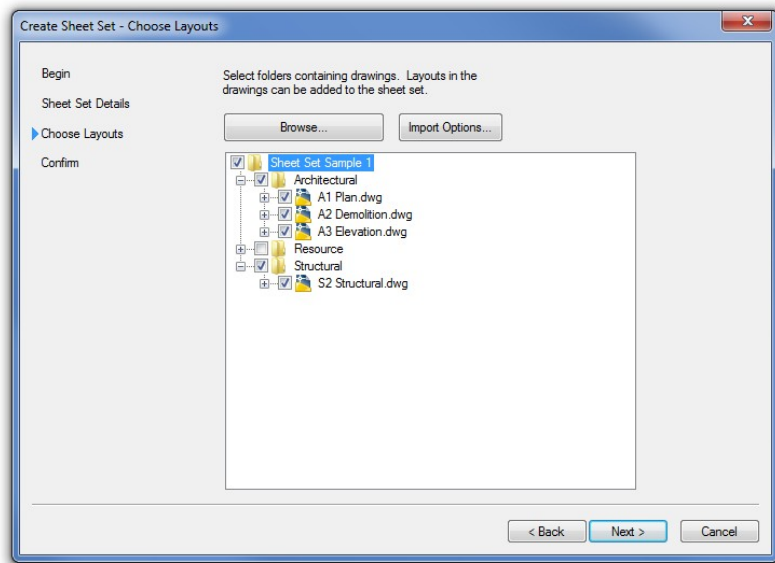 Create Sheet Set - Choose Layouts
Begin
Sheet Set Details
Choose Layouts
Confirm
Select folders containing drawings. Layouts in the
drawings can be added to the sheet set.
Browse...
Import Options...
Sheet Set Sample 1
Architectural
A1 Plan.dwg
A2 Demolition.dwg
A3 Elevation.dwg
Resource
Structural
S2 Structural.dwg
< Back
Next >
Cancel